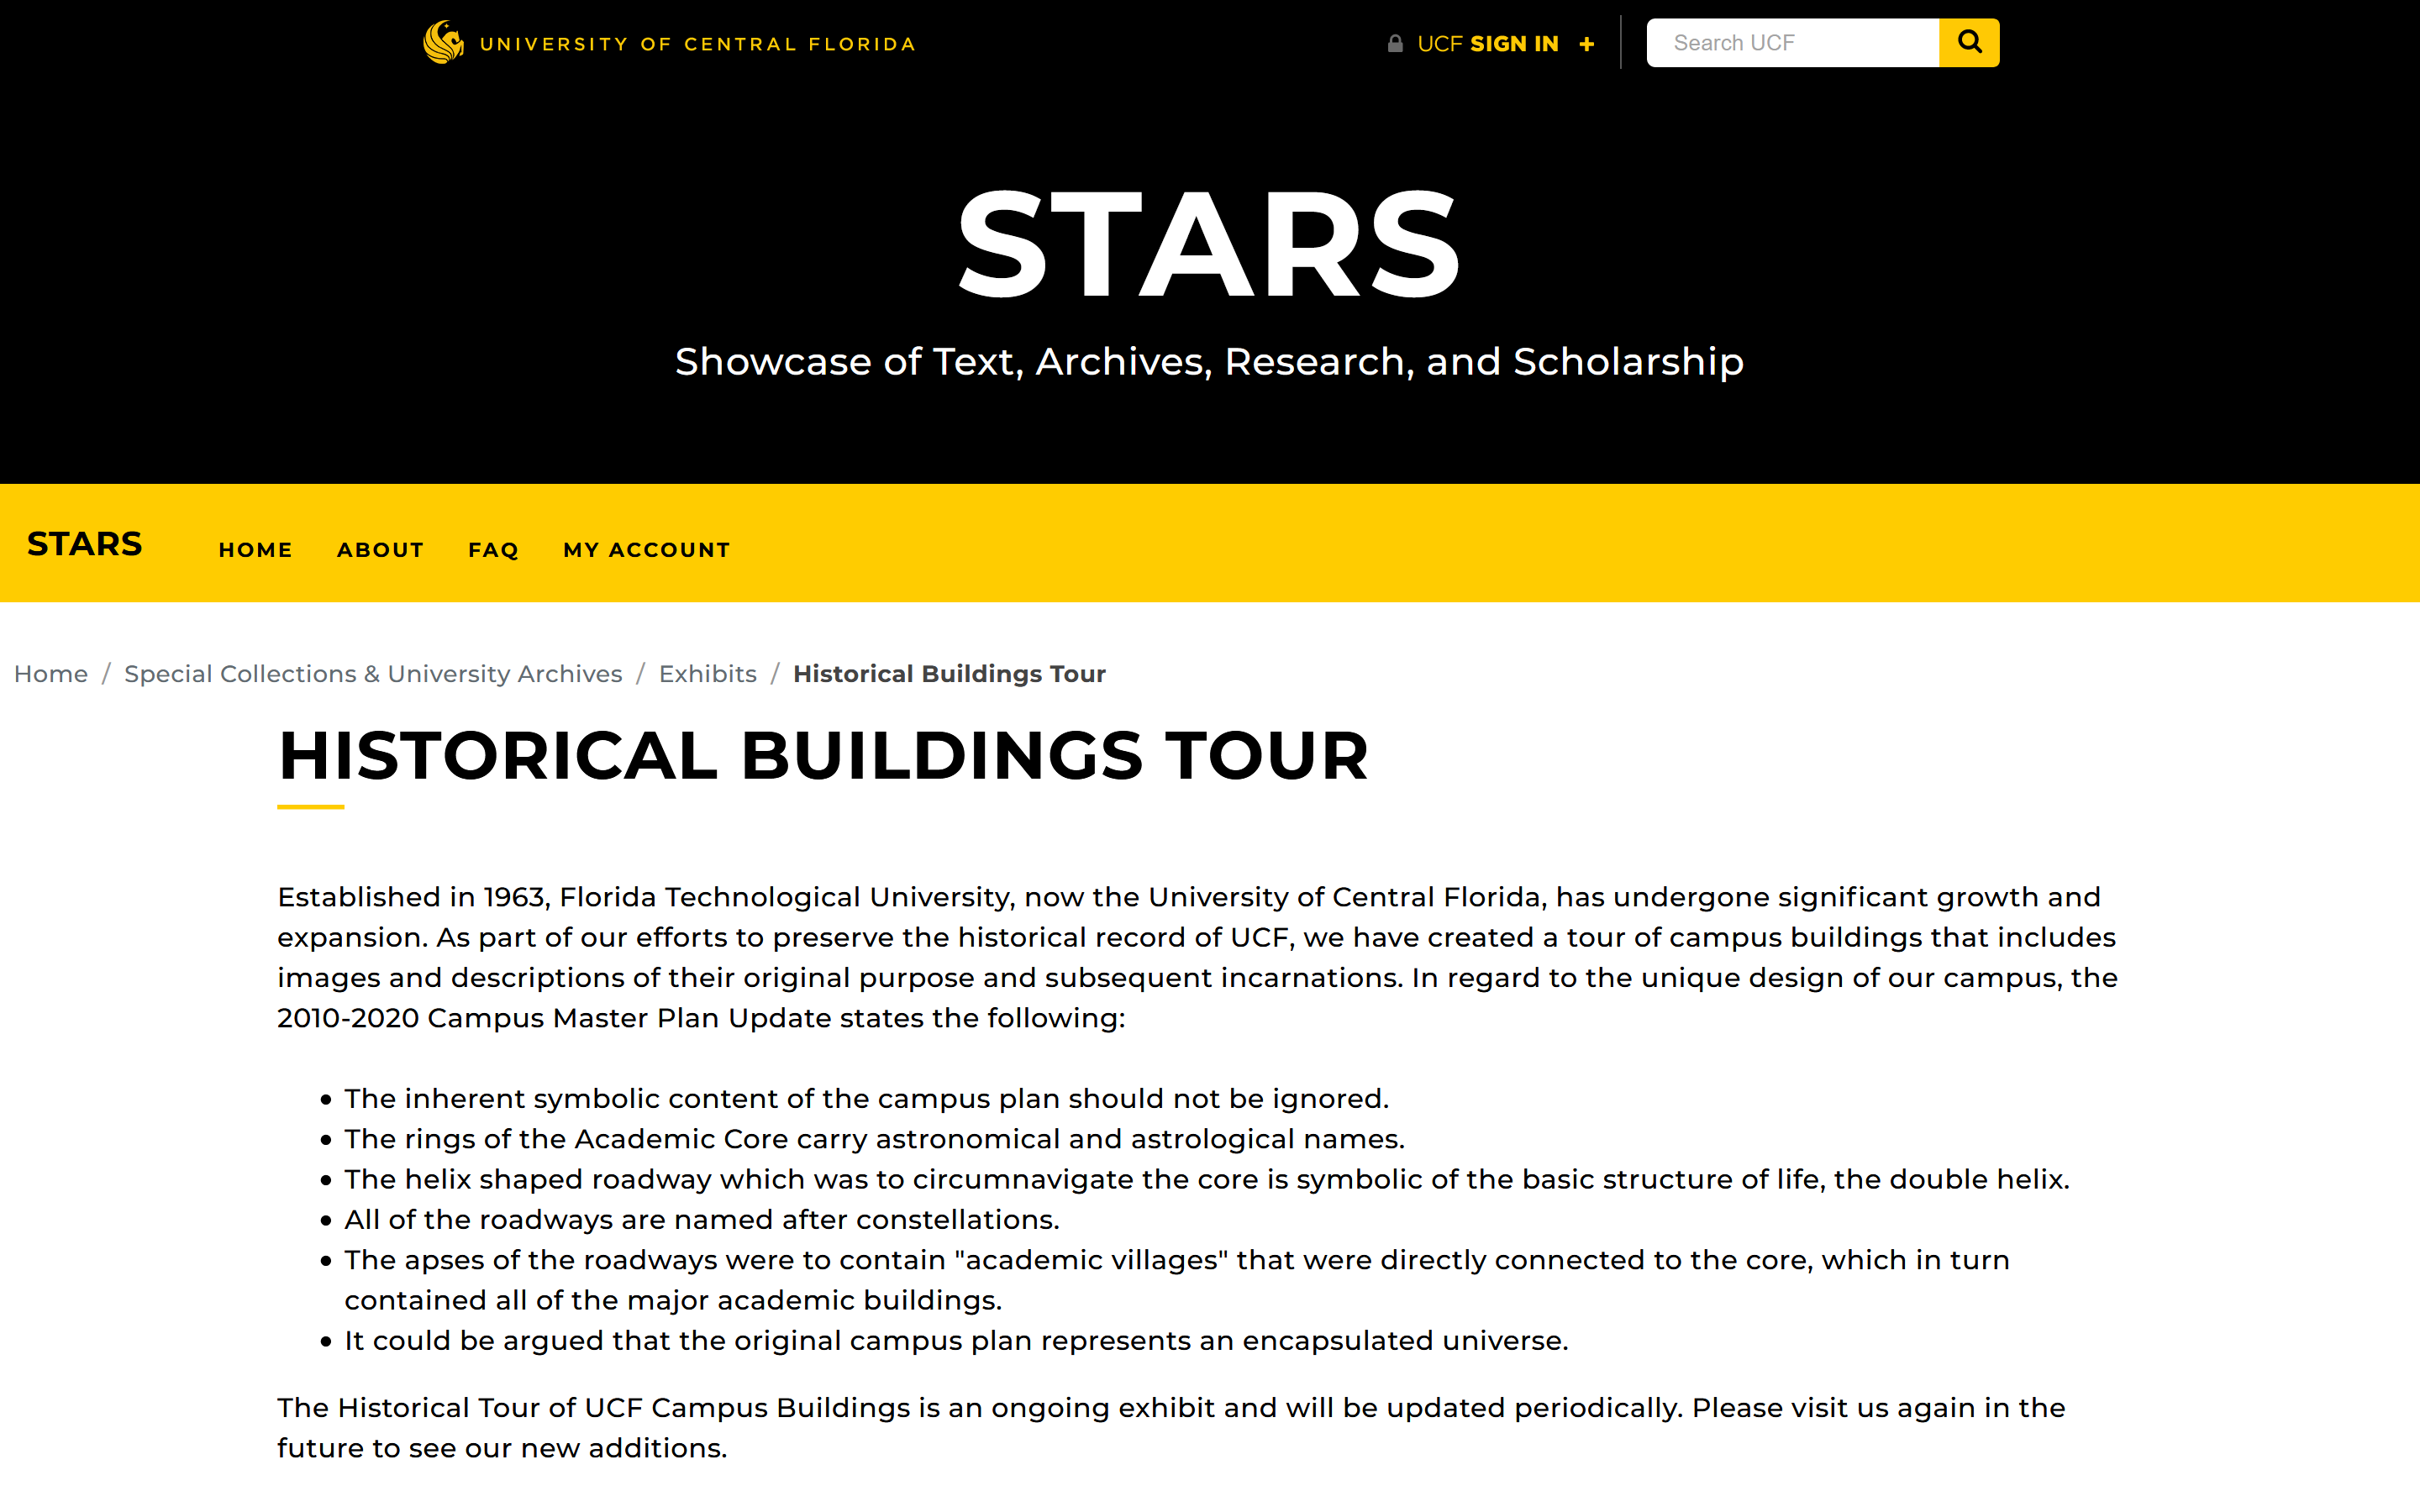 UNIVERSITY OF CENTRAL FLORIDA
UCF SIGN IN +
Search UCF
STARS
Showcase of Text, Archives, Research, and Scholarship
STARS HOME ABOUT FAQ MY ACCOUNT
Home / Special Collections & University Archives / Exhibits / Historical Buildings Tour
HISTORICAL BUILDINGS TOUR
Established in 1963, Florida Technological University, now the University of Central Florida, has undergone significant growth and
expansion. As part of our efforts to preserve the historical record of UCF, we have created a tour of campus buildings that includes
images and descriptions of their original purpose and subsequent incarnations. In regard to the unique design of our campus, the
2010-2020 Campus Master Plan Update states the following:
• The inherent symbolic content of the campus plan should not be ignored.
• The rings of the Academic Core carry astronomical and astrological names.
• The helix shaped roadway which was to circumnavigate the core is symbolic of the basic structure of life, the double helix.
• All of the roadways are named after constellations.
• The apses of the roadways were to contain "academic villages" that were directly connected to the core, which in turn
contained all of the major academic buildings.
• It could be argued that the original campus plan represents an encapsulated universe.
The Historical Tour of UCF Campus Buildings is an ongoing exhibit and will be updated periodically. Please visit us again in the
future to see our new additions.